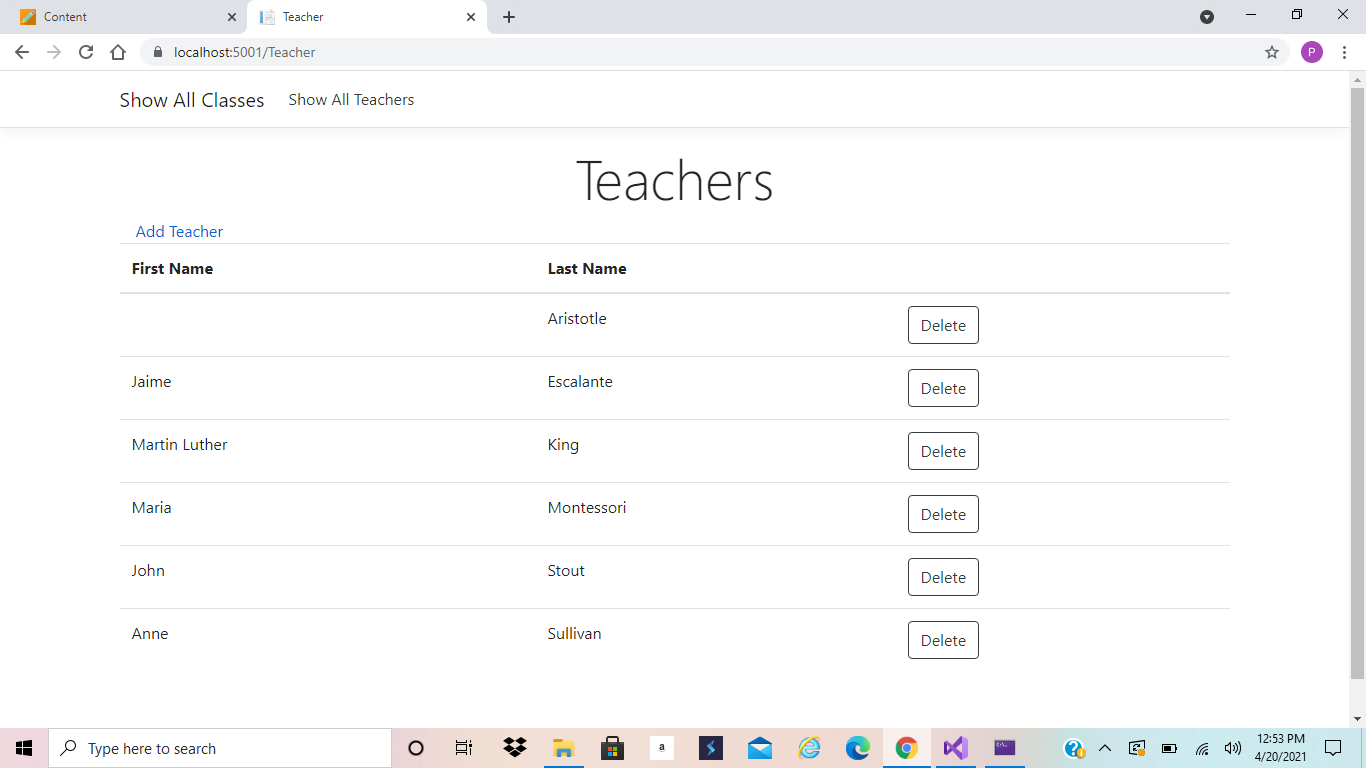 Content
Teacher
localhost:5001/Teacher
P
Show All Classes Show All Teachers
Teachers
Add Teacher
First Name Last Name
Aristotle Delete
Jaime Escalante Delete
Martin Luther King Delete
Maria Montessori Delete
John Stout Delete
Anne Sullivan Delete
Type here to search
a
12:53 PM
4/20/2021